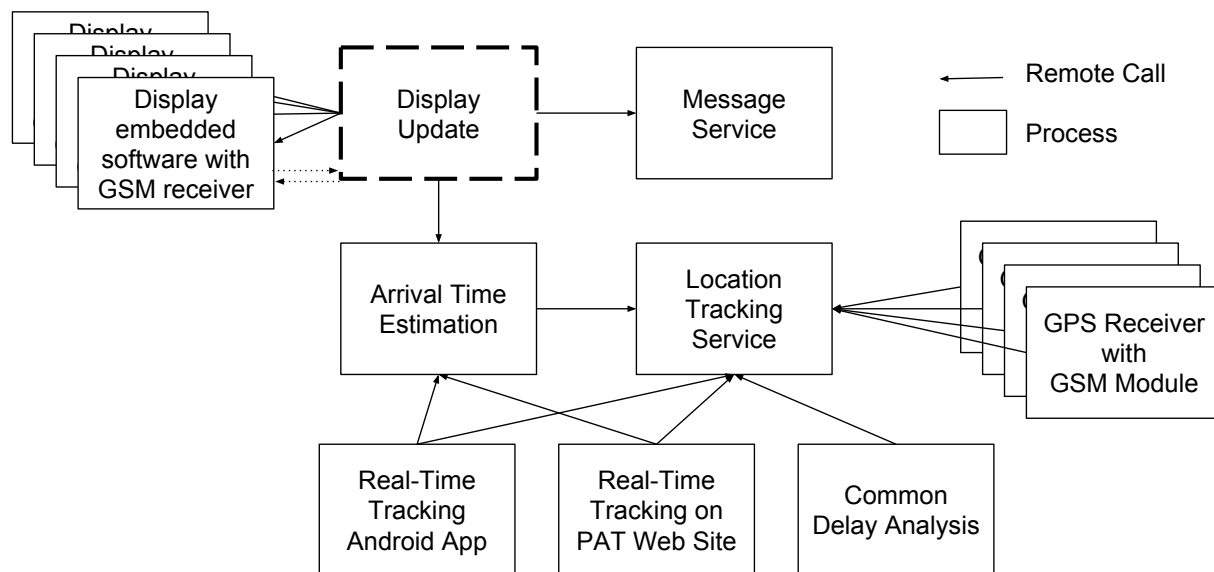 Display
Display
Display
Display
embedded
software with
GSM receiver
Display
Update
Message
Service
Remote Call
Process
Arrival Time
Estimation
Location
Tracking
Service
GPS Receiver
with
GSM Module
Real-Time
Tracking
Android App
Real-Time
Tracking on
PAT Web Site
Common
Delay Analysis